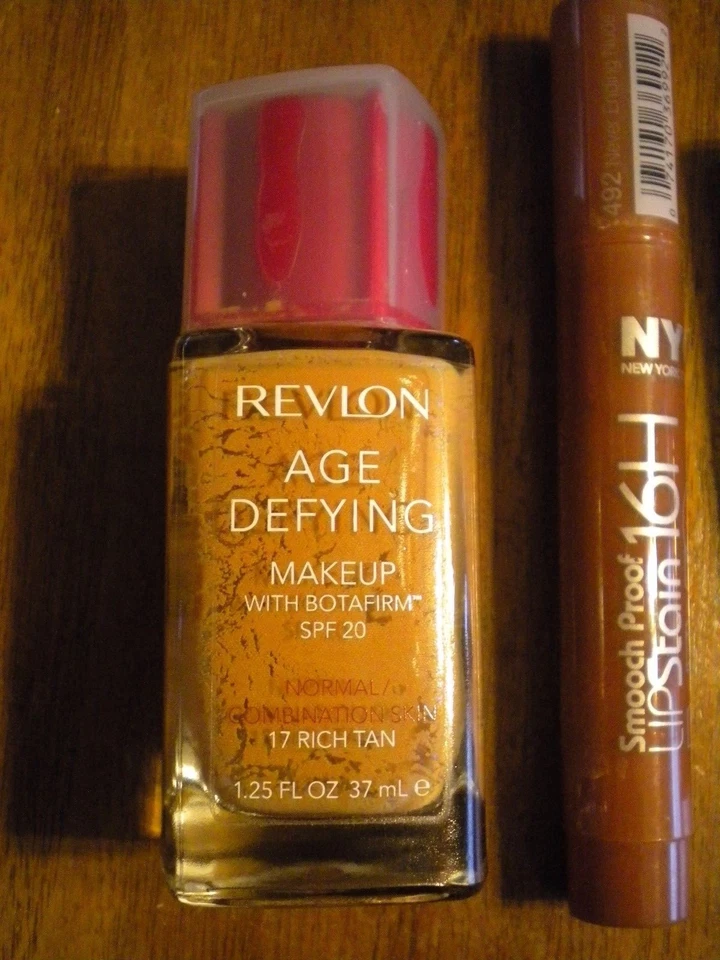 REVLON
AGE
DEFYING
MAKEUP
WITH BOTAFIRM™
SPF 20
NORMAL/
COMBINATION SKIN
17 RICH TAN
1.25 FL OZ 37 mL e
492
NY
NEW YORK
Smooch Proof 16H
LIPStain